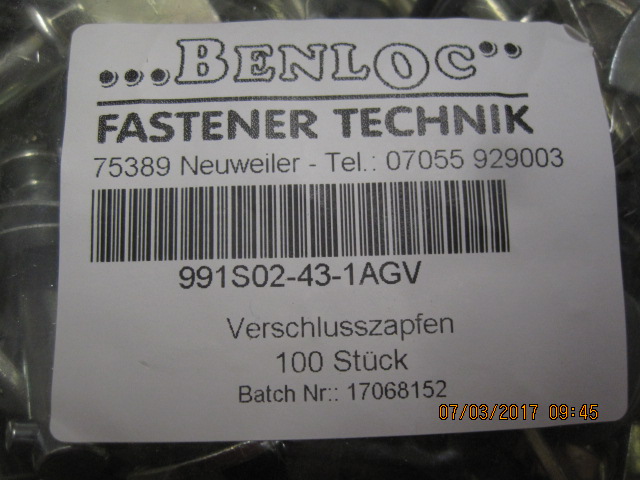 ...BENLOC..
FASTENER TECHNIK
75389 Neuweiler - Tel.: 07055 929003
991S02-43-1AGV
Verschlusszapfen
100 Stück
Batch Nr:: 17068152
07/03/2017 09:45